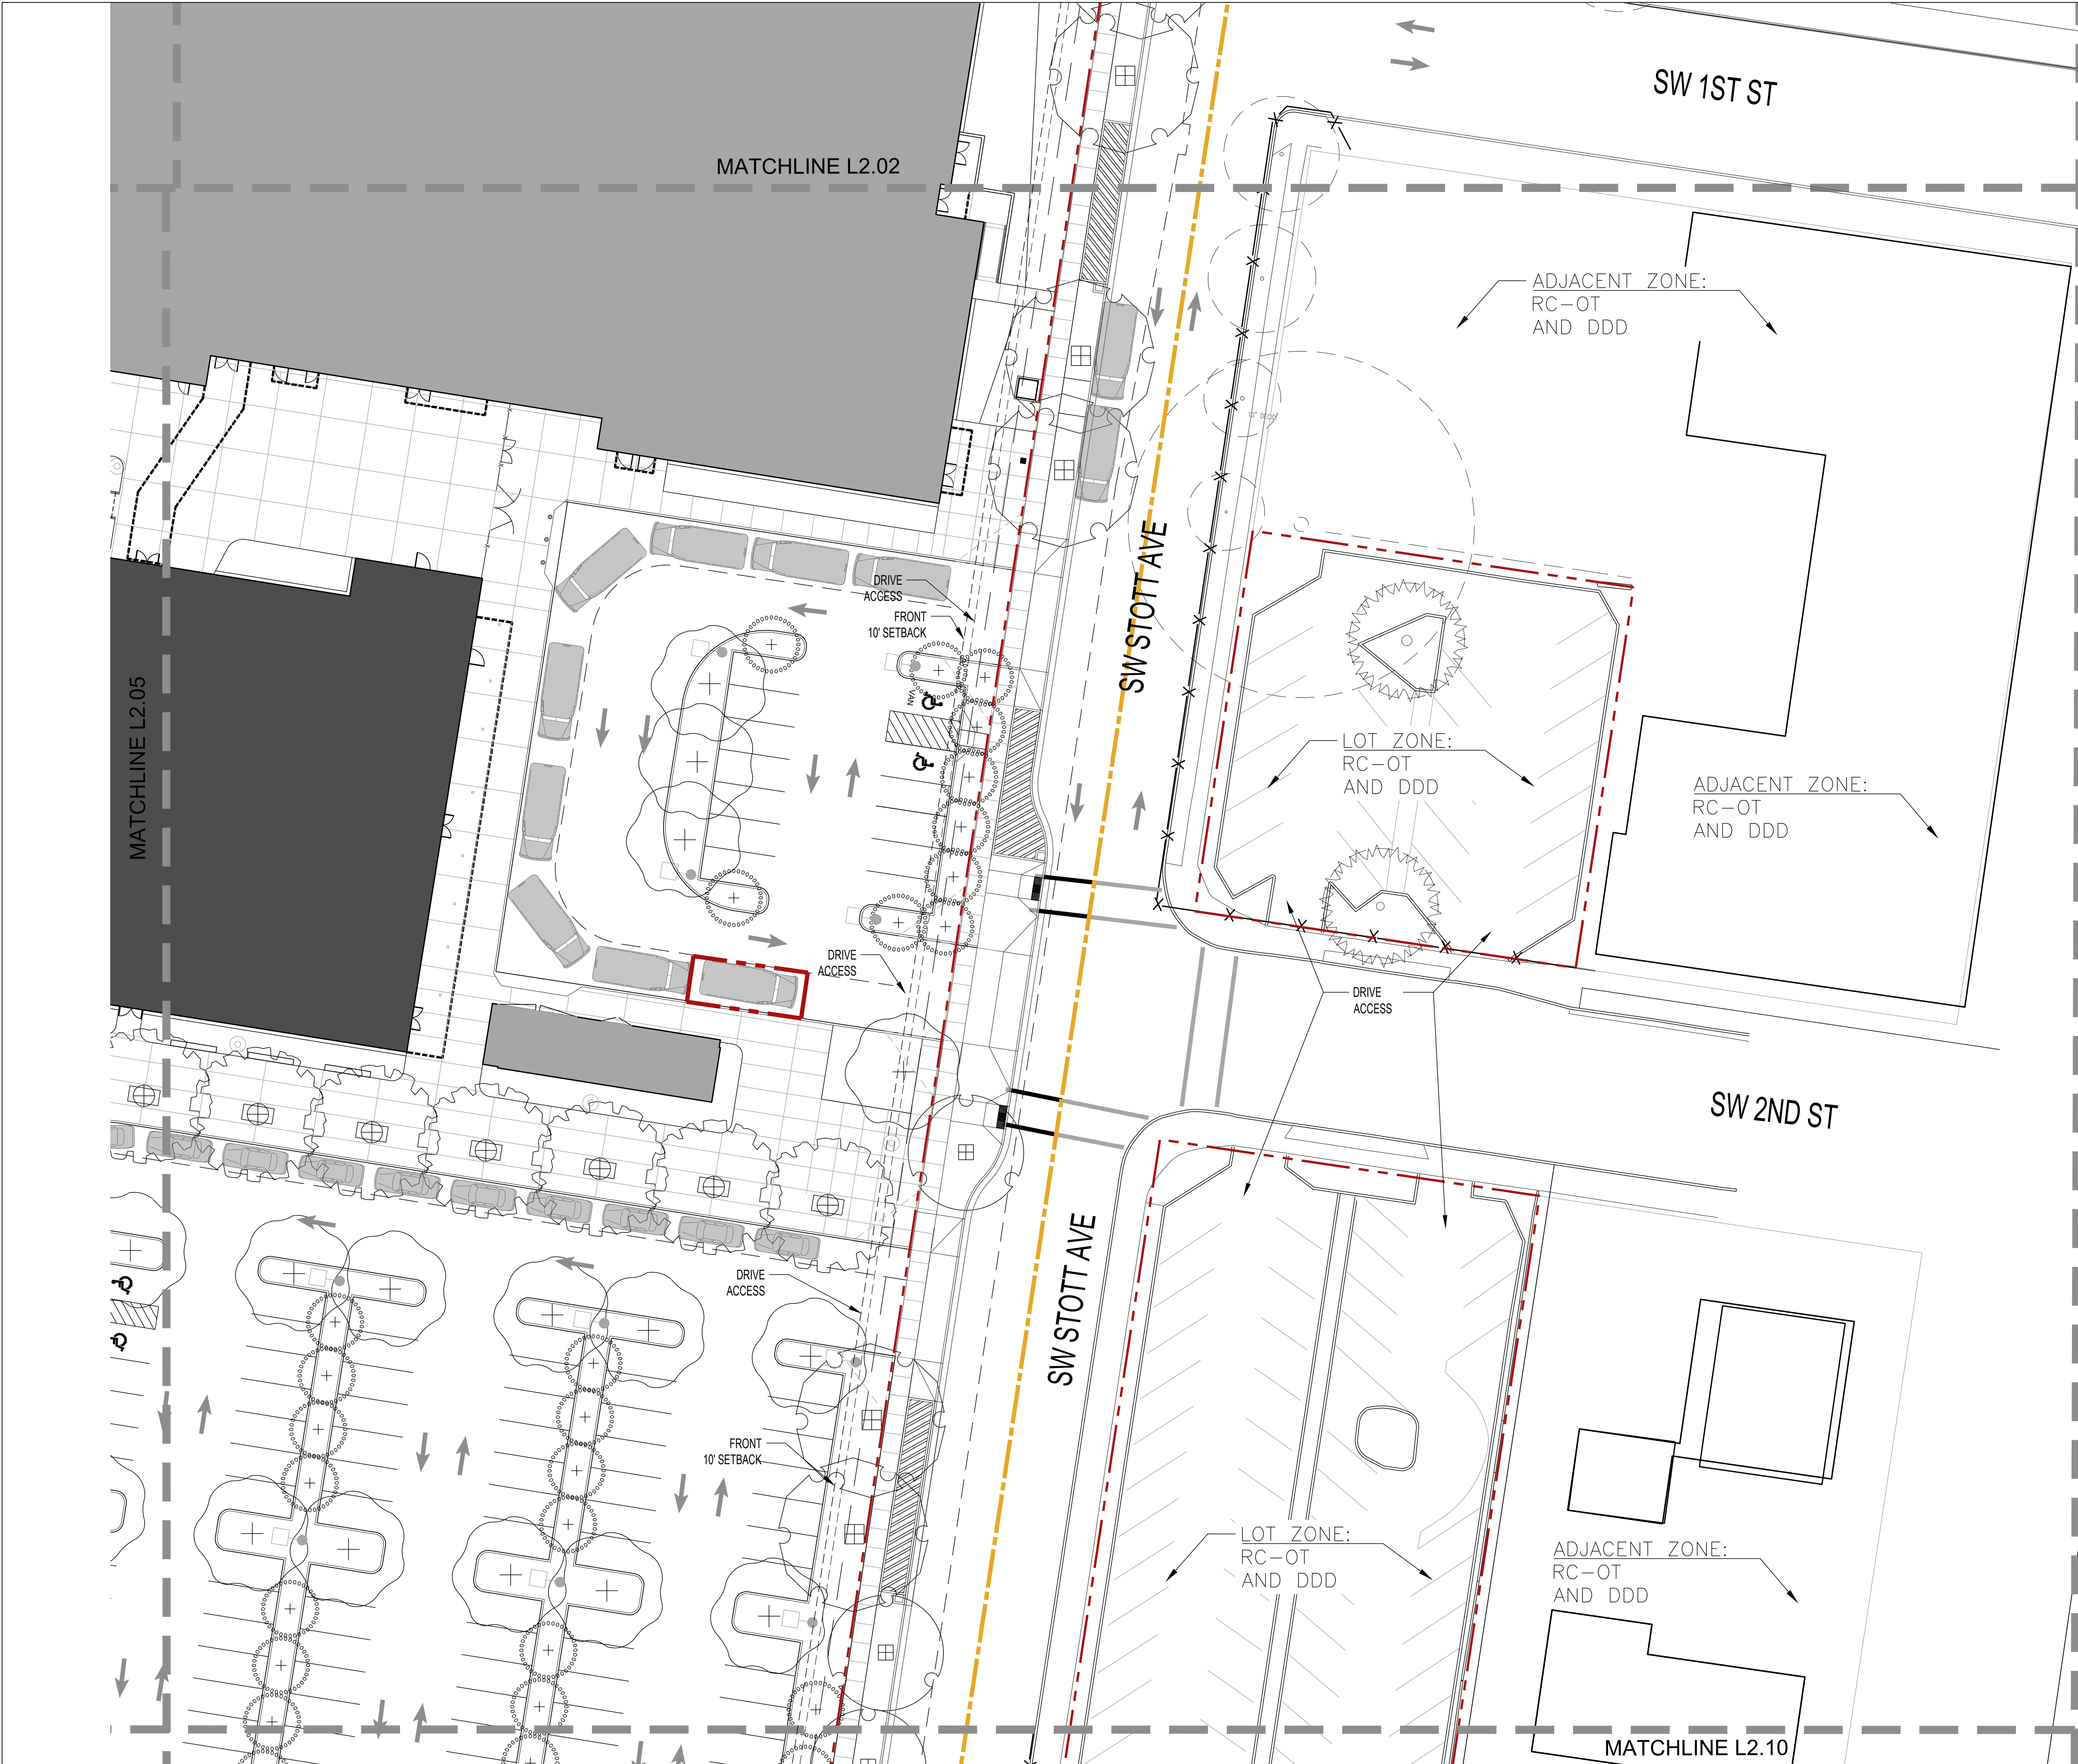 SW 1ST ST
MATCHLINE L2.02
ADJACENT ZONE:
RC-OT
AND DDD
SW STOTT AVE
DRIVE
ACCESS
FRONT
10' SETBACK
VAN
MATCHLINE L2.05
LOT ZONE:
RC-OT
AND DDD
ADJACENT ZONE:
RC-OT
AND DDD
DRIVE
ACCESS
DRIVE
ACCESS
SW 2ND ST
SW STOTT AVE
DRIVE
ACCESS
FRONT
10' SETBACK
LOT ZONE:
RC-OT
AND DDD
ADJACENT ZONE:
RC-OT
AND DDD
MATCHLINE L2.10